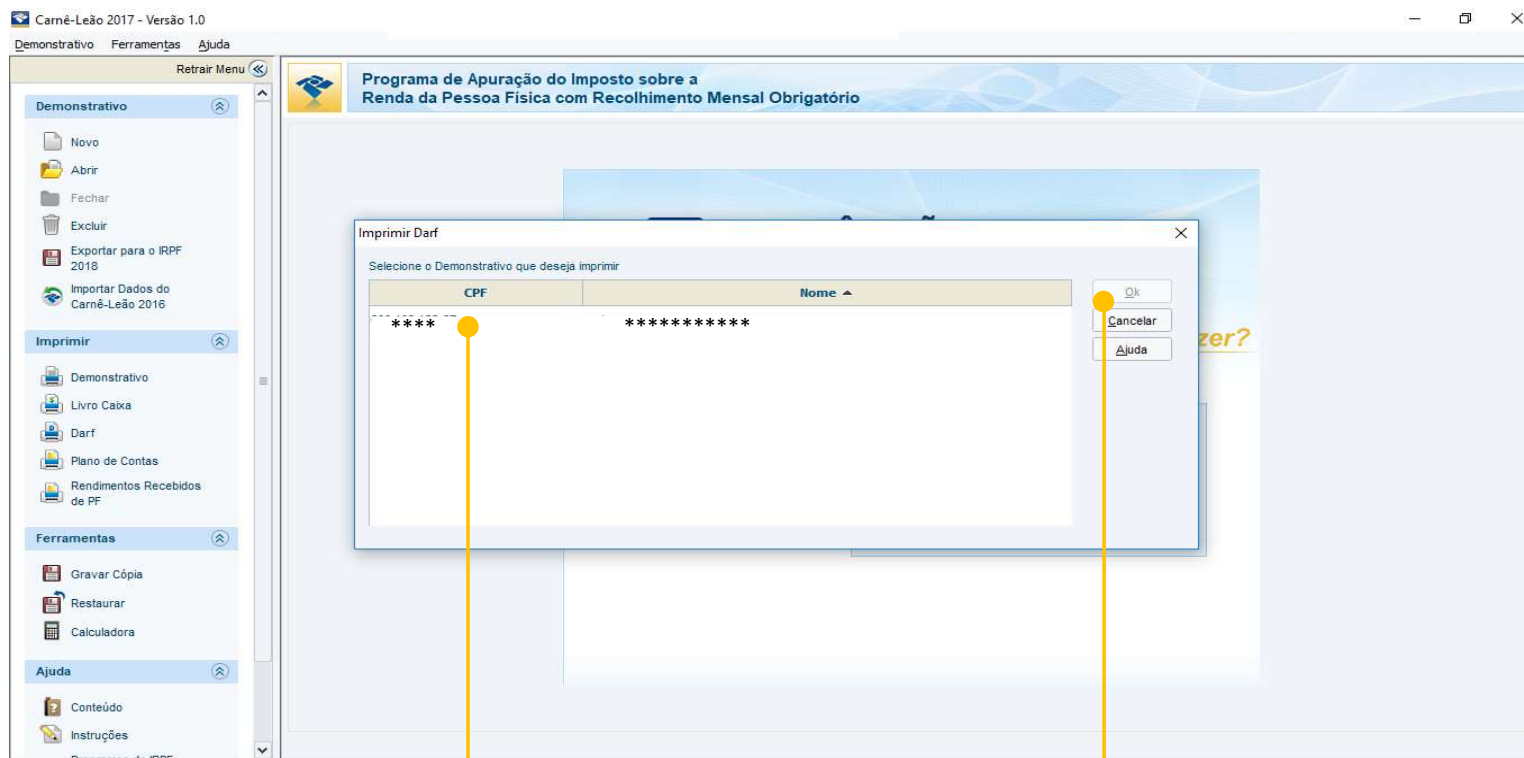 Carnê-Leão 2017 - Versão 1.0
Demonstrativo Ferramentas Ajuda
Retrair Menu
Programa de Apuração do Imposto sobre a
Renda da Pessoa Física com Recolhimento Mensal Obrigatório
Demonstrativo
Novo
Abrir
Fechar
Excluir
Exportar para o IRPF
2018
Importar Dados do
Carnê-Leão 2016
Imprimir
Demonstrativo
Livro Caixa
Darf
Plano de Contas
Rendimentos Recebidos
de PF
Ferramentas
Gravar Cópia
Restaurar
Calculadora
Ajuda
Conteúdo
Instruções
Imprimir Darf
Selecione o Demonstrativo que deseja imprimir
CPF Nome
**** ***********
Ok
Cancelar
Ajuda
zer?